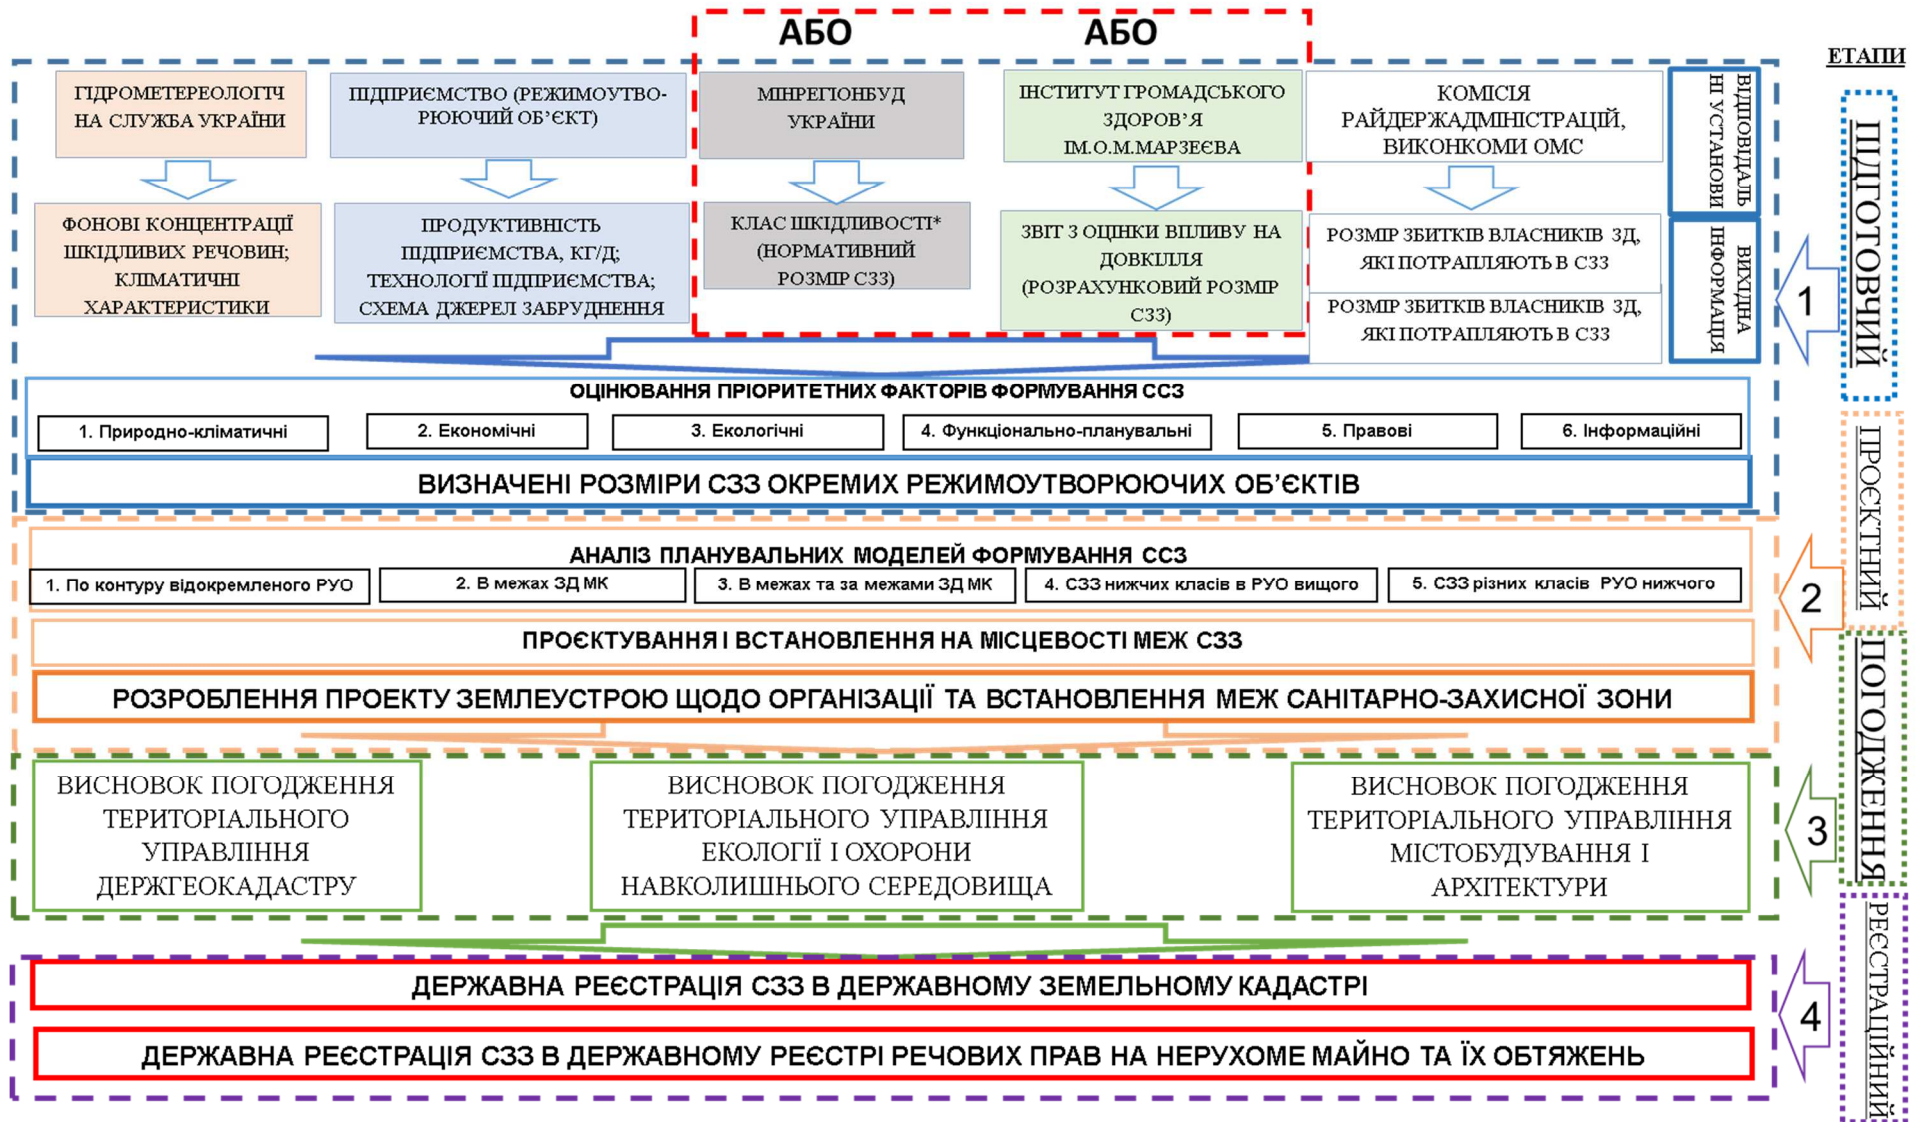 АБО
АБО
ЕТАПИ
ГІДРОМЕТЕРЕОЛОГІЧ
НА СЛУЖБА УКРАЇНИ
ПІДПРИЄМСТВО (РЕЖИМОУТВО-
РЮЮЧИЙ ОБ’ЄКТ)
МІНРЕГІОНБУД
УКРАЇНИ
ІНСТИТУТ ГРОМАДСЬКОГО
ЗДОРОВ’Я
ІМ.О.М.МАРЗЕЄВА
КОМІСІЯ
РАЙДЕРЖАДМІНІСТРАЦІЙ,
ВИКОНКОМИ ОМС
ВІДПОВІДАЛЬ
НІ УСТАНОВИ
ФОНОВІ КОНЦЕНТРАЦІЇ
ШКІДЛИВИХ РЕЧОВИН;
КЛІМАТИЧНІ
ХАРАКТЕРИСТИКИ
ПРОДУКТИВНІСТЬ
ПІДПРИЄМСТВА, КГ/Д;
ТЕХНОЛОГІЇ ПІДПРИЄМСТВА;
СХЕМА ДЖЕРЕЛ ЗАБРУДНЕННЯ
КЛАС ШКІДЛИВОСТІ*
(НОРМАТИВНИЙ
РОЗМІР СЗЗ)
ЗВІТ З ОЦІНКИ ВПЛИВУ НА
ДОВКІЛЛЯ
(РОЗРАХУНКОВИЙ РОЗМІР
СЗЗ)
РОЗМІР ЗБИТКІВ ВЛАСНИКІВ ЗД,
ЯКІ ПОТРАПЛЯЮТЬ В СЗЗ
РОЗМІР ЗБИТКІВ ВЛАСНИКІВ ЗД,
ЯКІ ПОТРАПЛЯЮТЬ В СЗЗ
ВИХІДНА
ІНФОРМАЦІЯ
1
ПІДГОТОВЧИЙ
ОЦІНЮВАННЯ ПРІОРИТЕТНИХ ФАКТОРІВ ФОРМУВАННЯ ССЗ
1. Природно-кліматичні
2. Економічні
3. Екологічні
4. Функціонально-планувальні
5. Правові
6. Інформаційні
ВИЗНАЧЕНІ РОЗМІРИ СЗЗ ОКРЕМИХ РЕЖИМОУТВОРЮЮЧИХ ОБ’ЄКТІВ
АНАЛІЗ ПЛАНУВАЛЬНИХ МОДЕЛЕЙ ФОРМУВАННЯ ССЗ
1. По контуру відокремленого РУО
2. В межах ЗД МК
3. В межах та за межами ЗД МК
4. СЗЗ нижчих класів в РУО вищого
5. СЗЗ різних класів РУО нижчого
2
ПРОЄКТНИЙ
ПРОЄКТУВАННЯ І ВСТАНОВЛЕННЯ НА МІСЦЕВОСТІ МЕЖ СЗЗ
РОЗРОБЛЕННЯ ПРОЕКТУ ЗЕМЛЕУСТРОЮ ЩОДО ОРГАНІЗАЦІЇ ТА ВСТАНОВЛЕННЯ МЕЖ САНІТАРНО-ЗАХИСНОЇ ЗОНИ
ВИСНОВОК ПОГОДЖЕННЯ
ТЕРИТОРІАЛЬНОГО
УПРАВЛІННЯ
ДЕРЖГЕОКАДАСТРУ
ВИСНОВОК ПОГОДЖЕННЯ
ТЕРИТОРІАЛЬНОГО УПРАВЛІННЯ
ЕКОЛОГІЇ І ОХОРОНИ
НАВКОЛИШНЬОГО СЕРЕДОВИЩА
ВИСНОВОК ПОГОДЖЕННЯ
ТЕРИТОРІАЛЬНОГО УПРАВЛІННЯ
МІСТОБУДУВАННЯ І
АРХІТЕКТУРИ
3
ПОГОДЖЕННЯ
ДЕРЖАВНА РЕЄСТРАЦІЯ СЗЗ В ДЕРЖАВНОМУ ЗЕМЕЛЬНОМУ КАДАСТРІ
ДЕРЖАВНА РЕЄСТРАЦІЯ СЗЗ В ДЕРЖАВНОМУ РЕЄСТРІ РЕЧОВИХ ПРАВ НА НЕРУХОМЕ МАЙНО ТА ЇХ ОБТЯЖЕНЬ
4
РЕЄСТРАЦІЙНИЙ